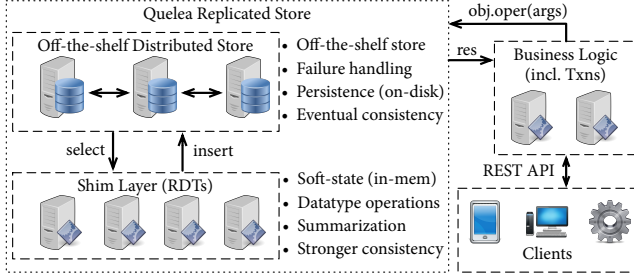 Quelea Replicated Store
Off-the-shelf Distributed Store
• Off-the-shelf store
• Failure handling
• Persistence (on-disk)
• Eventual consistency
select
insert
Shim Layer (RDTs)
• Soft-state (in-mem)
• Datatype operations
• Summarization
• Stronger consistency
obj.oper(args)
res
Business Logic
(incl. Txns)
REST API
Clients